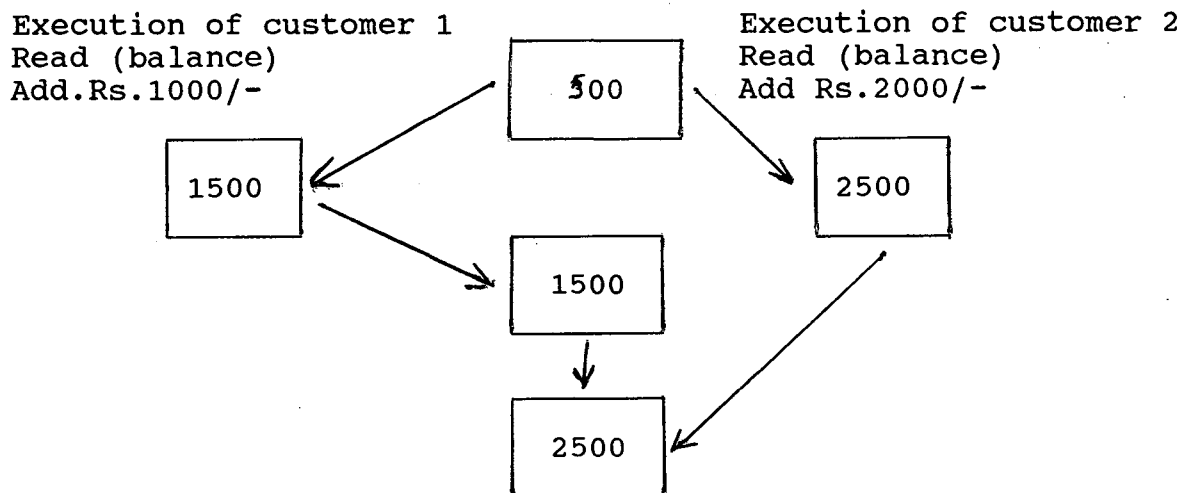 Execution of customer 1
Read (balance)
Add.Rs.1000/-
Execution of customer 2
Read (balance)
Add Rs.2000/-
500
1500
2500
1500
2500